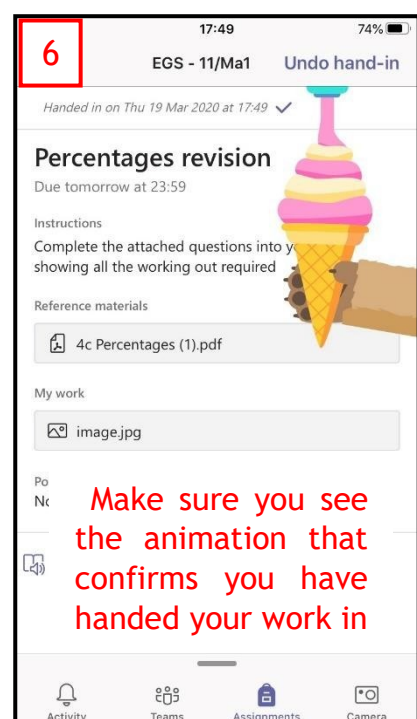 17:49 74%
6
EGS - 11/Ma1 Undo hand-in
Handed in on Thu 19 Mar 2020 at 17:49
Percentages revision
Due tomorrow at 23:59
Instructions
Complete the attached questions into
showing all the working out required
Reference materials
4c Percentages (1).pdf
My work
image.jpg
Make sure you see
the animation that
confirms you have
handed your work in
Activity Teams Assignments Camera